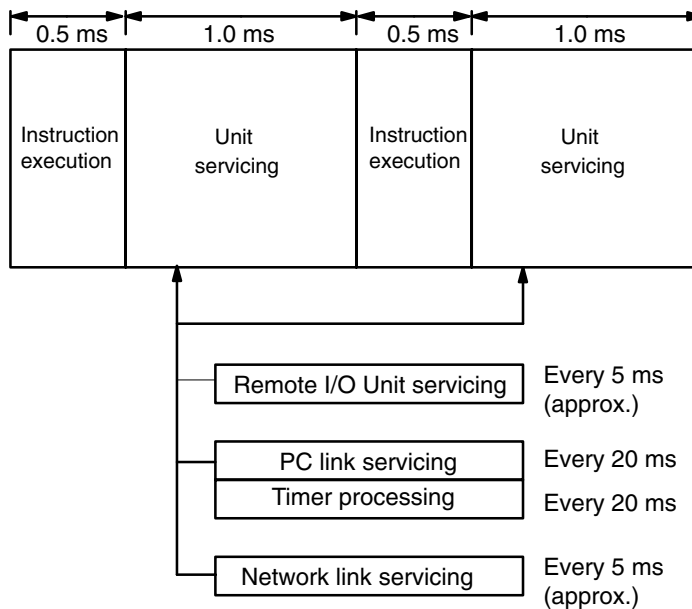 0.5 ms 1.0 ms 0.5 ms 1.0 ms
Instruction
execution
Unit
servicing
Instruction
execution
Unit
servicing
Remote I/O Unit servicing
Every 5 ms
(approx.)
PC link servicing
Every 20 ms
Timer processing
Every 20 ms
Network link servicing
Every 5 ms
(approx.)